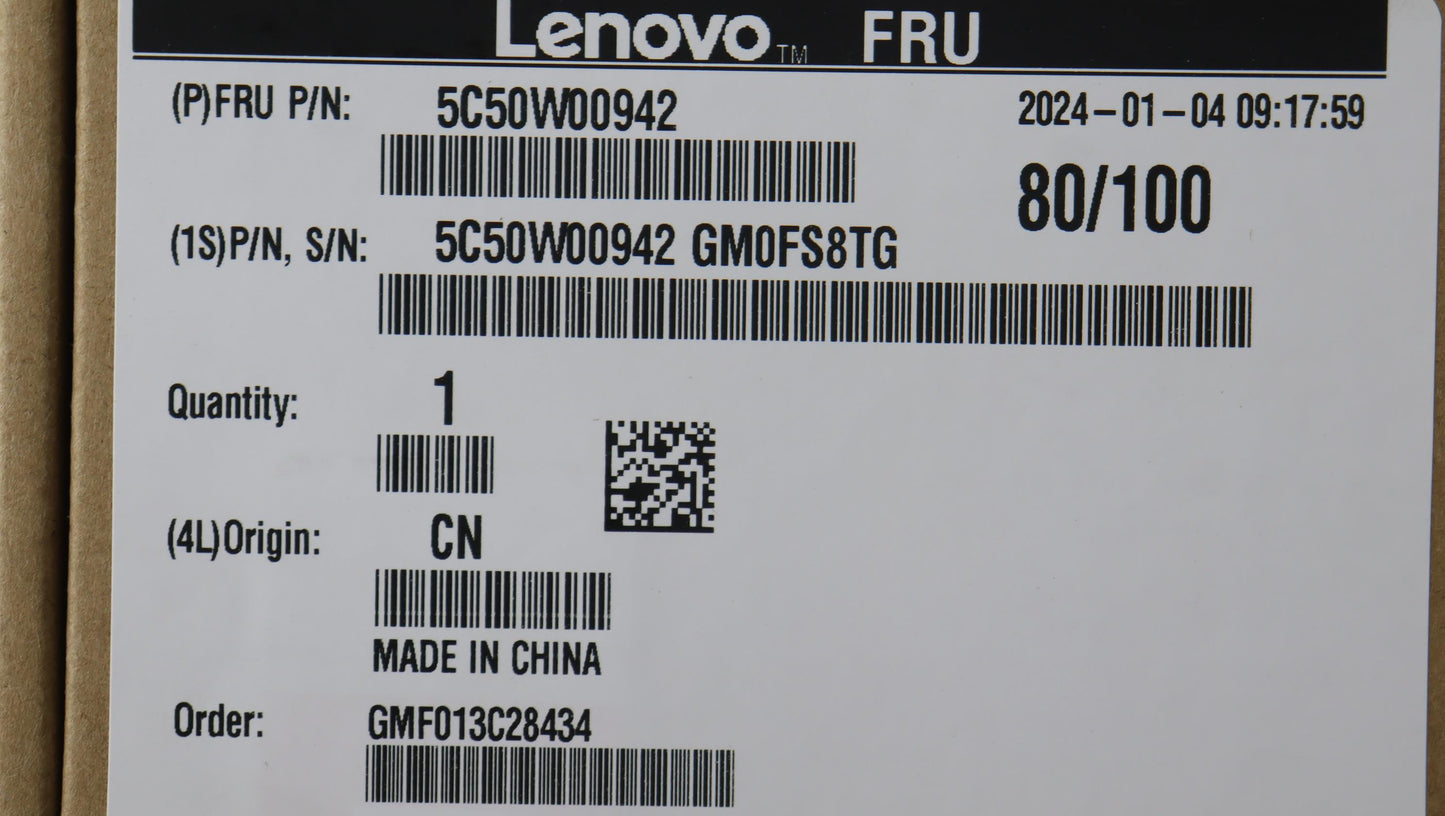 Lenovo TM FRU
(P)FRU P/N: 5C50W00942 2024-01-04 09:17:59
80/100
(1S)P/N, S/N: 5C50W00942 GM0FS8TG
Quantity: 1
(4L)Origin: CN
MADE IN CHINA
Order: GMF013C28434